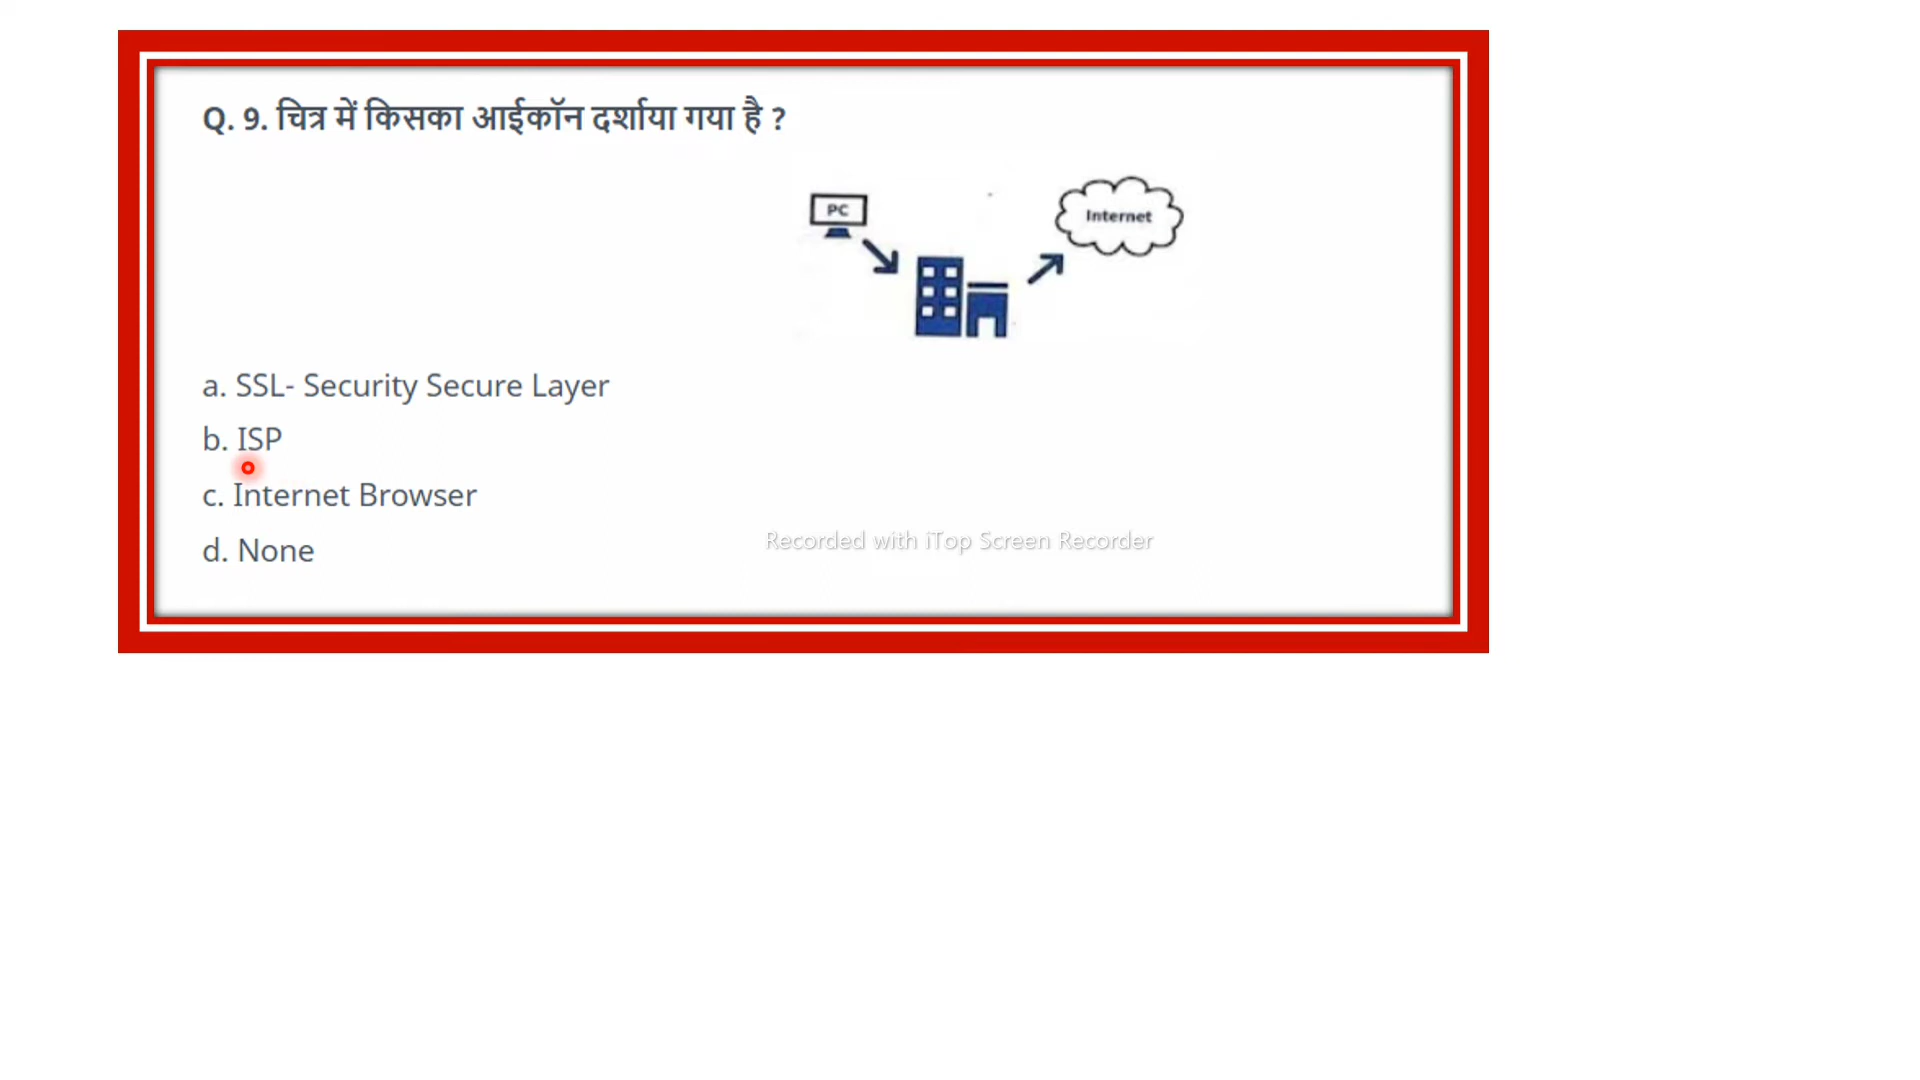 Q. 9. चित्र में किसका आईकॉन दर्शाया गया है ?
PC
Internet
a. SSL- Security Secure Layer
b. ISP
c. Internet Browser
d. None
Recorded with iTop Screen Recorder